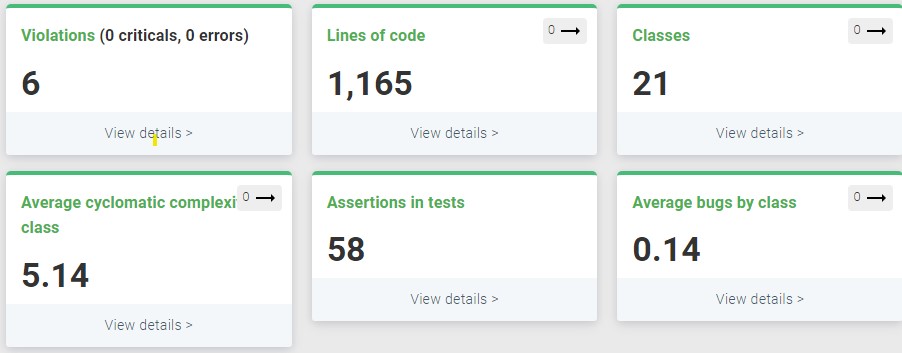 Violations (0 criticals, 0 errors)
6
View details >
Lines of code
0
1,165
View details >
Classes
0
21
View details >
Average cyclomatic complexi
0
class
5.14
View details >
Assertions in tests
58
View details >
Average bugs by class
0
0.14
View details >